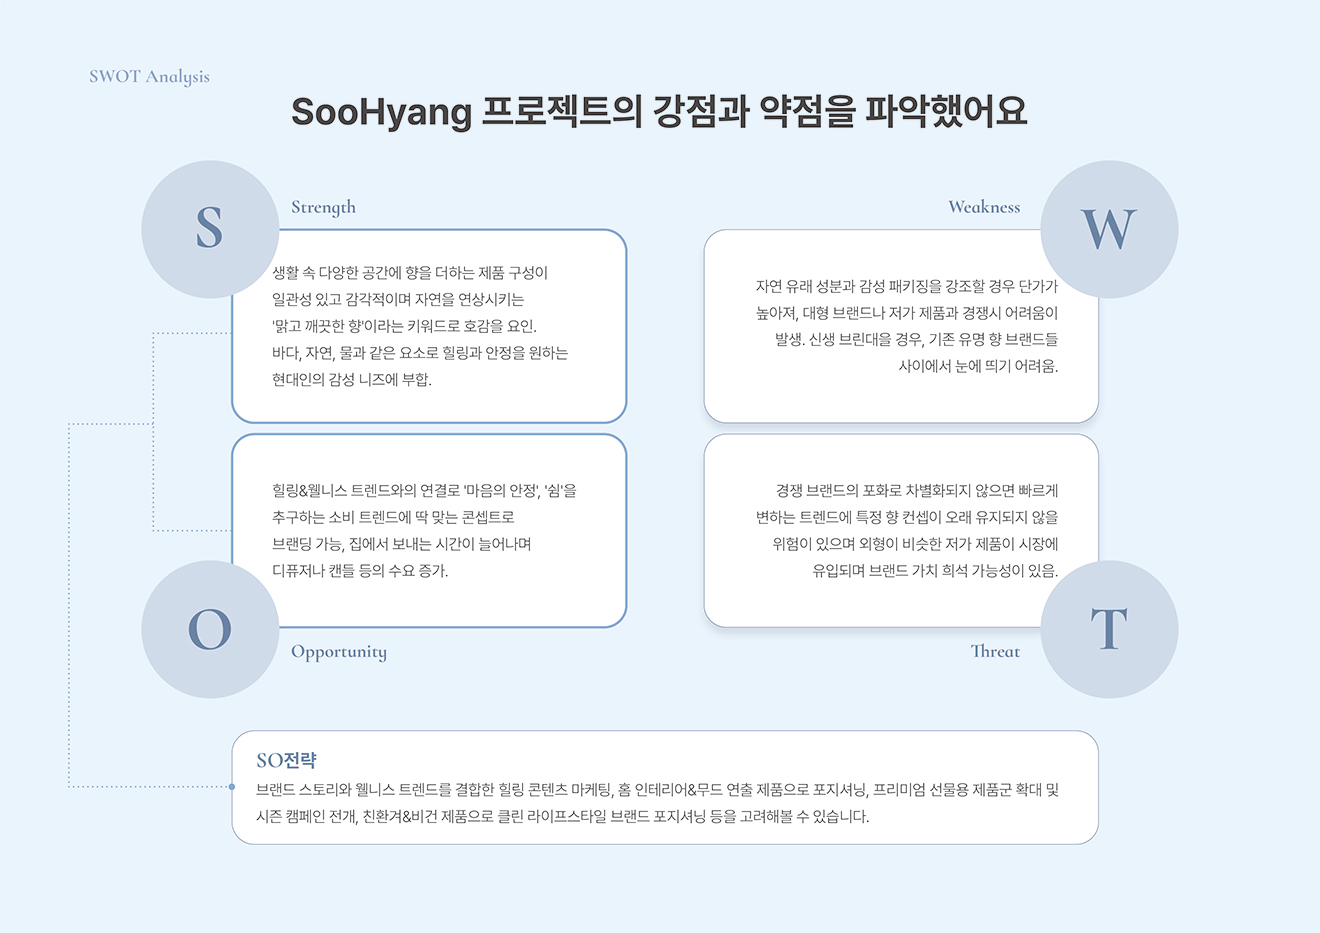 SWOT Analysis
SooHyang 프로젝트의 강점과 약점을 파악했어요
S
Strength
생활 속 다양한 공간에 향을 더하는 제품 구성이
일관성 있고 감각적이며 자연을 연상시키는
'맑고 깨끗한 향'이라는 키워드로 호감을 요인.
바다, 자연, 물과 같은 요소로 힐링과 안정을 원하는
현대인의 감성 니즈에 부합.
W
Weakness
자연 유래 성분과 감성 패키징을 강조할 경우 단가가
높아져, 대형 브랜드나 저가 제품과 경쟁시 어려움이
발생. 신생 브린대을 경우, 기존 유명 향 브랜드들
사이에서 눈에 띄기 어려움.
힐링&웰니스 트렌드와의 연결로 '마음의 안정', '쉼'을
추구하는 소비 트렌드에 딱 맞는 콘셉트로
브랜딩 가능, 집에서 보내는 시간이 늘어나며
디퓨저나 캔들 등의 수요 증가.
O
Opportunity
경쟁 브랜드의 포화로 차별화되지 않으면 빠르게
변하는 트렌드에 특정 향 컨셉이 오래 유지되지 않을
위험이 있으며 외형이 비슷한 저가 제품이 시장에
유입되며 브랜드 가치 희석 가능성이 있음.
T
Threat
SO전략
브랜드 스토리와 웰니스 트렌드를 결합한 힐링 콘텐츠 마케팅, 홈 인테리어&무드 연출 제품으로 포지셔닝, 프리미엄 선물용 제품군 확대 및
시즌 캠페인 전개, 친환겨&비건 제품으로 클린 라이프스타일 브랜드 포지셔닝 등을 고려해볼 수 있습니다.